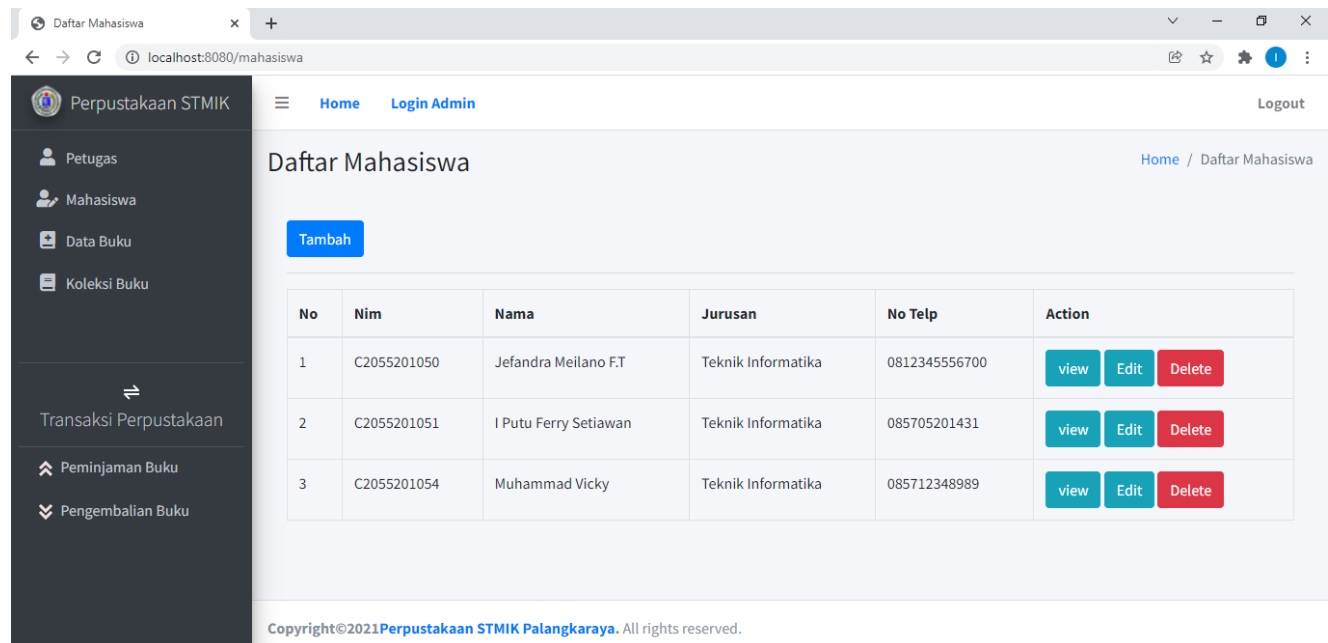 Daftar Mahasiswa
localhost:8080/mahasiswa
I
Perpustakaan STMIK
Home Login Admin Logout
Petugas
Mahasiswa
Data Buku
Koleksi Buku
Transaksi Perpustakaan
Peminjaman Buku
Pengembalian Buku
Daftar Mahasiswa
Home / Daftar Mahasiswa
Tambah
No Nim Nama Jurusan No Telp Action
1 C2055201050 Jefandra Meilano F.T Teknik Informatika 0812345556700 view Edit Delete
2 C2055201051 I Putu Ferry Setiawan Teknik Informatika 085705201431 view Edit Delete
3 C2055201054 Muhammad Vicky Teknik Informatika 085712348989 view Edit Delete
Copyright©2021Perpustakaan STMIK Palangkaraya. All rights reserved.